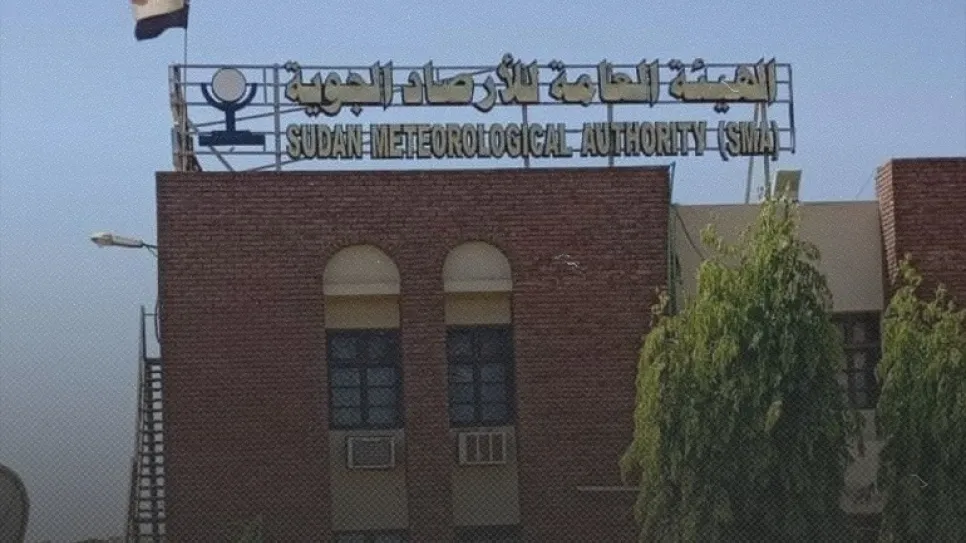 الهيئة العامة للأرصاد الجوية
SUDAN METEOROLOGICAL AUTHORITY (SMA)